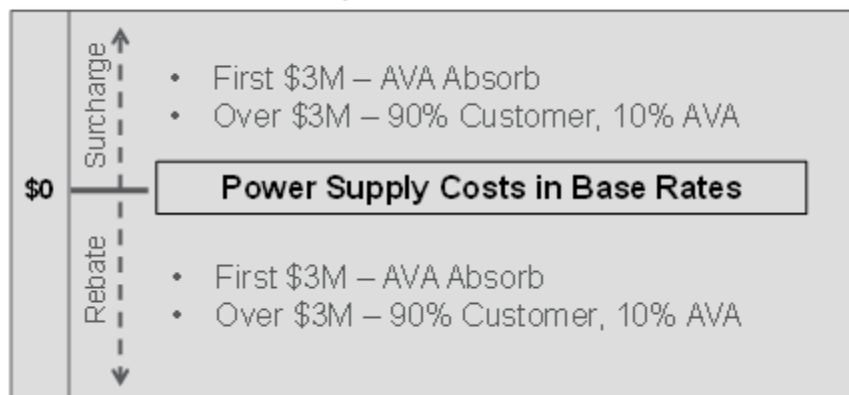 Surcharge
• First $3M – AVA Absorb
• Over $3M – 90% Customer, 10% AVA
$0
Power Supply Costs in Base Rates
Rebate
• First $3M – AVA Absorb
• Over $3M – 90% Customer, 10% AVA